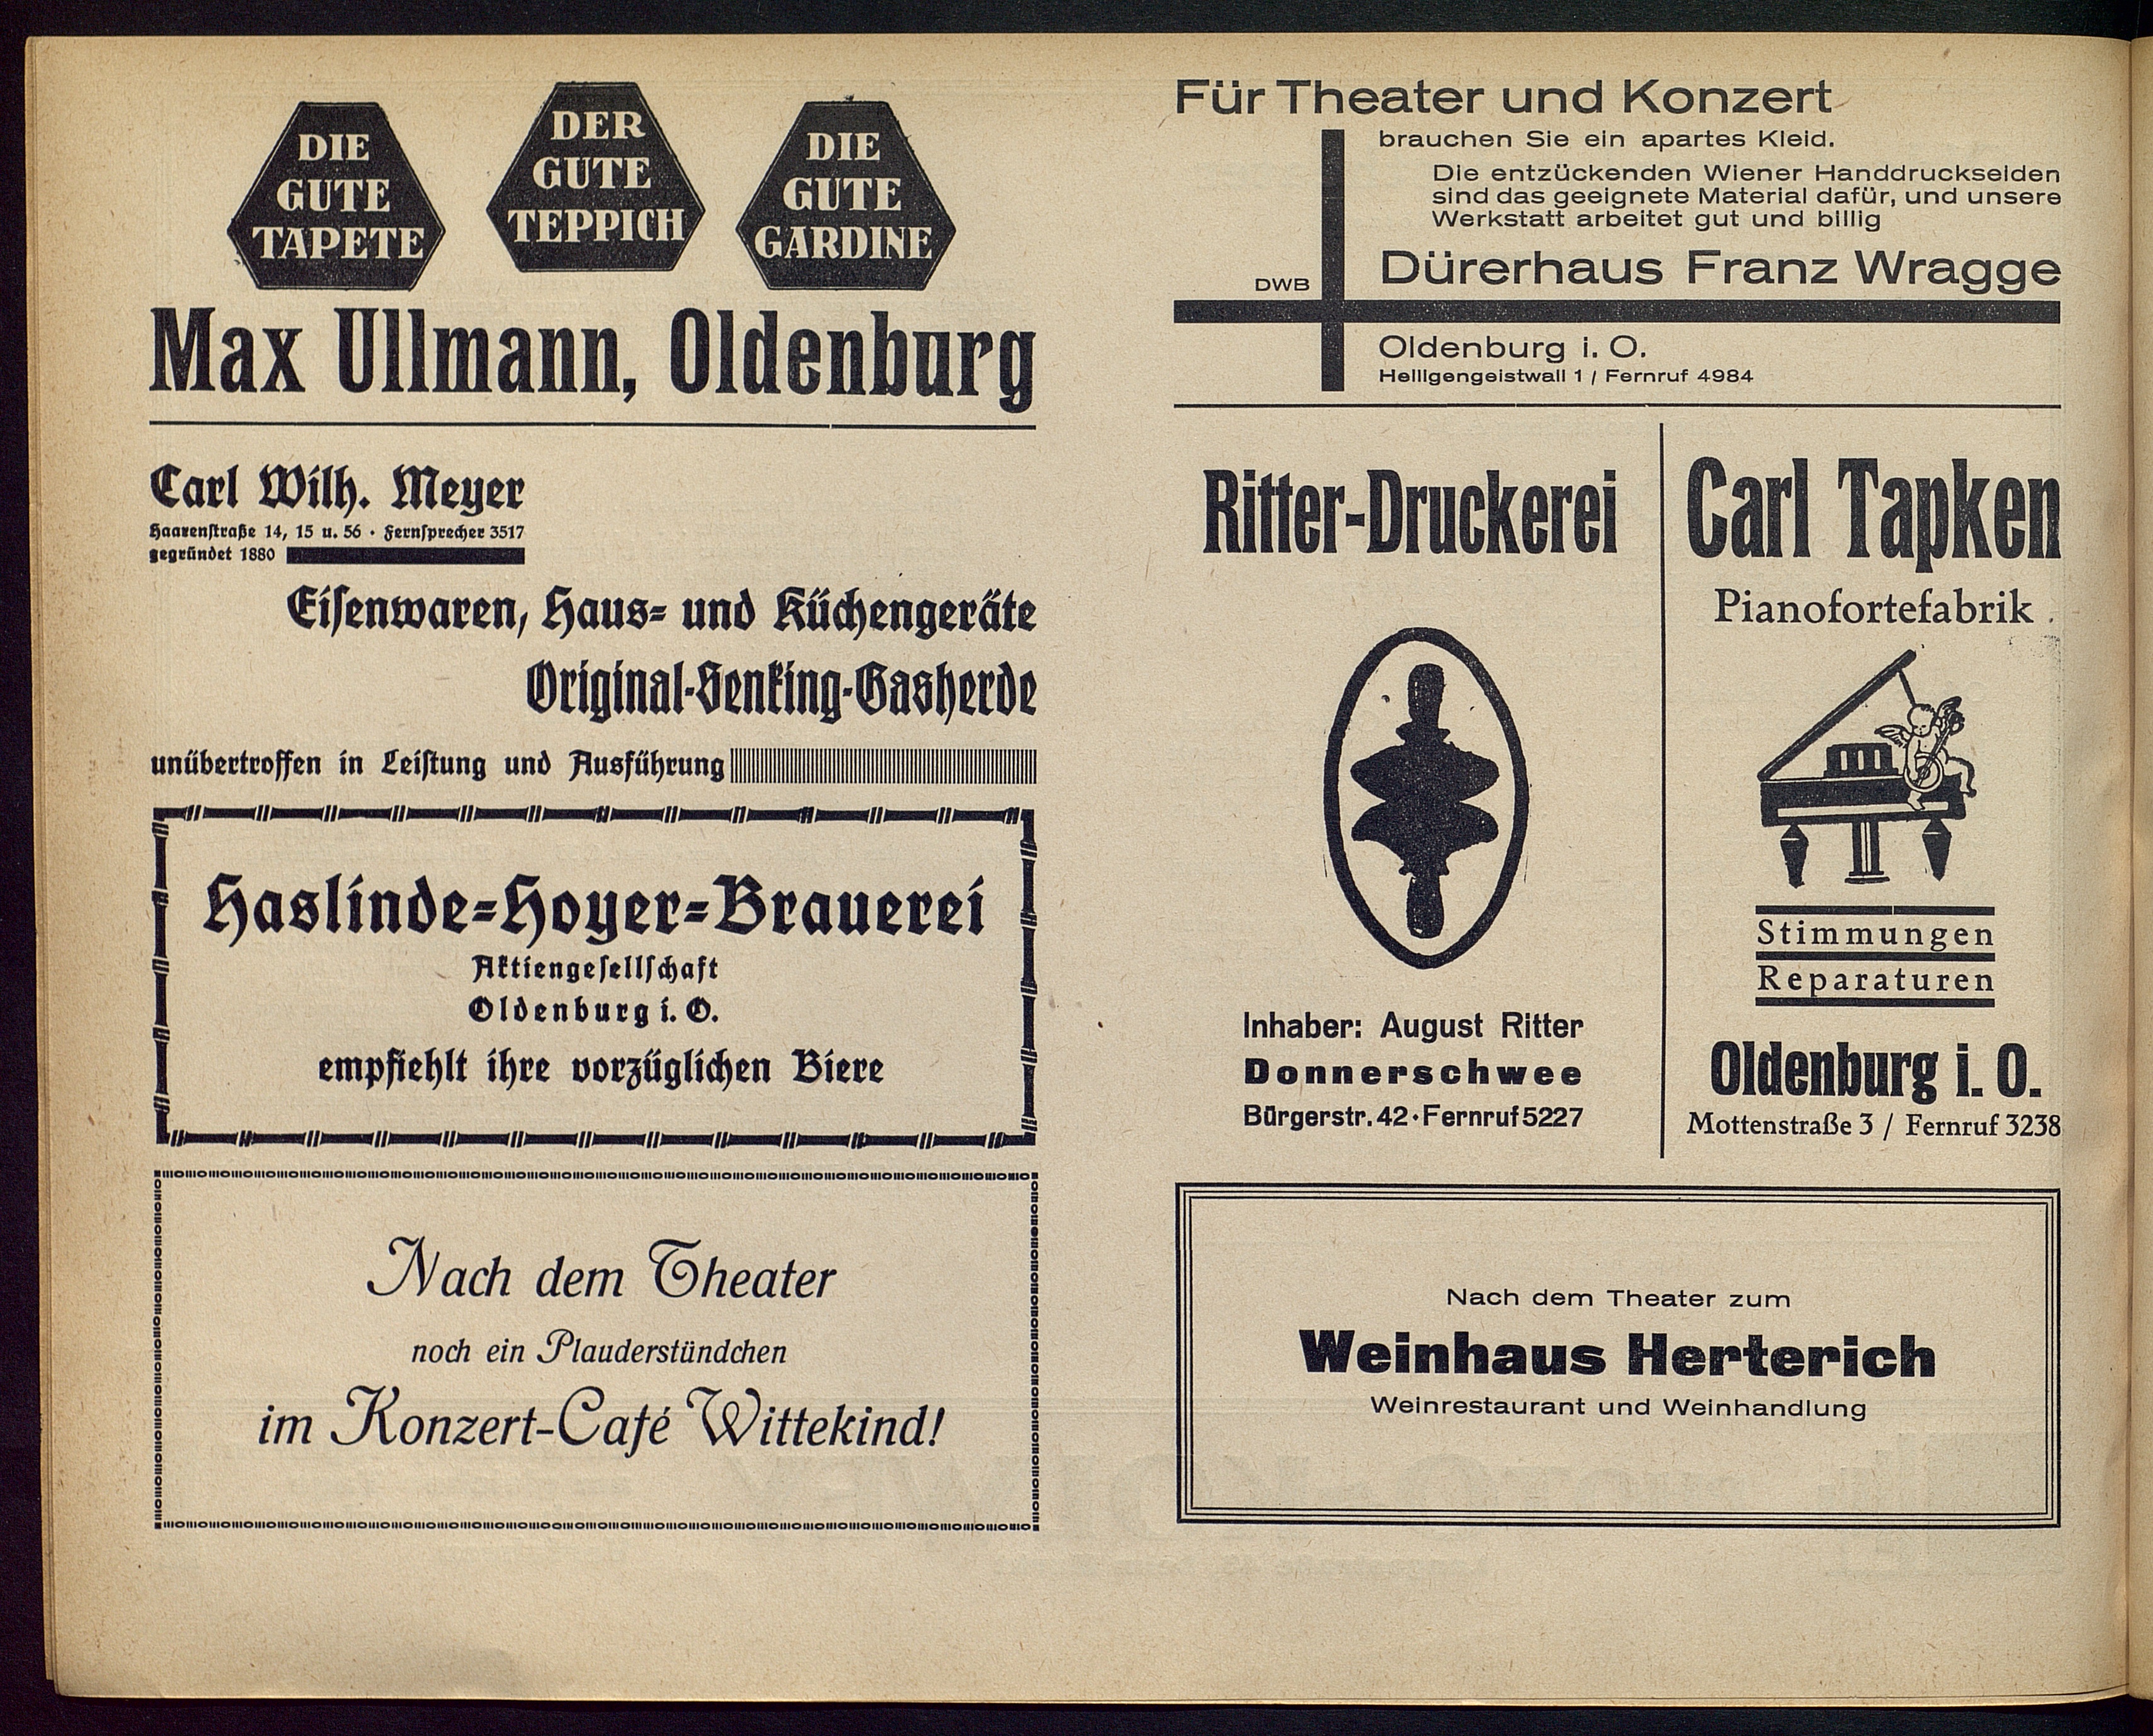 DIE
GUTE
TAPETE
DER
GUTE
TEPPICH
DIE
GUTE
GARDINE
Max Ullmann, Oldenburg
Carl Wilh. Meyer
Haarenstraße 14, 15 u. 56 · Fernsprecher 3517
gegründet 1880
Eisenwaren, Haus- und Küchengeräte
Original-Senking-Gasherde
unübertroffen in Leistung und Ausführung
Haslinde-Hoyer-Brauerei
Aktiengesellschaft
Oldenburg i. O.
empfiehlt ihre vorzüglichen Biere
Nach dem Theater
noch ein Plauderstündchen
im Konzert-Café Wittekind!
Für Theater und Konzert
brauchen Sie ein apartes Kleid.
Die entzückenden Wiener Handdruckseiden
sind das geeignete Material dafür, und unsere
Werkstatt arbeitet gut und billig
DWB
Dürerhaus Franz Wragge
Oldenburg i. O.
Heiligengeistwall 1 / Fernruf 4984
Ritter-Druckerei
Inhaber: August Ritter
Donnerschwee
Bürgerstr. 42 · Fernruf 5227
Carl Tapken
Pianofortefabrik
Stimmungen
Reparaturen
Oldenburg i. O.
Mottenstraße 3 / Fernruf 3238
Nach dem Theater zum
Weinhaus Herterich
Weinrestaurant und Weinhandlung